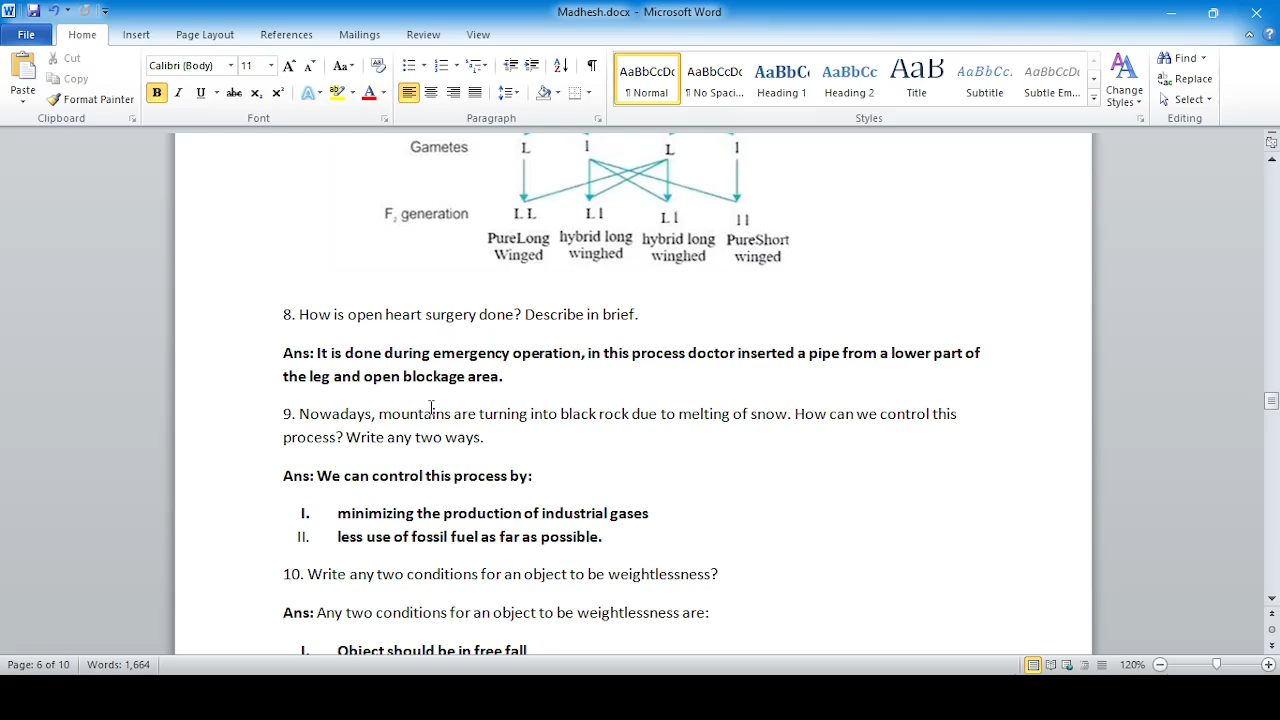 Madhesh.docx - Microsoft Word
File Home Insert Page Layout References Mailings Review View
Paste
Cut
Copy
Format Painter
Clipboard
Calibri (Body) 11
Font
Paragraph
AaBbCcDc AaBbCcDc AaBbC AaBbCc AaB AaBbCc. AaBbCcDc
¶ Normal ¶ No Spaci... Heading 1 Heading 2 Title Subtitle Subtle Em...
Styles
Change Styles
Find
Replace
Select
Editing
Gametes L l L l
F2 generation L L L l L l l l
PureLong hybrid long hybrid long PureShort
Winged winghed winghed winged
8. How is open heart surgery done? Describe in brief.
Ans: It is done during emergency operation, in this process doctor inserted a pipe from a lower part of
the leg and open blockage area.
9. Nowadays, mountains are turning into black rock due to melting of snow. How can we control this
process? Write any two ways.
Ans: We can control this process by:
I. minimizing the production of industrial gases
II. less use of fossil fuel as far as possible.
10. Write any two conditions for an object to be weightlessness?
Ans: Any two conditions for an object to be weightlessness are:
I. Object should be in free fall
Page: 6 of 10 Words: 1,664 120%